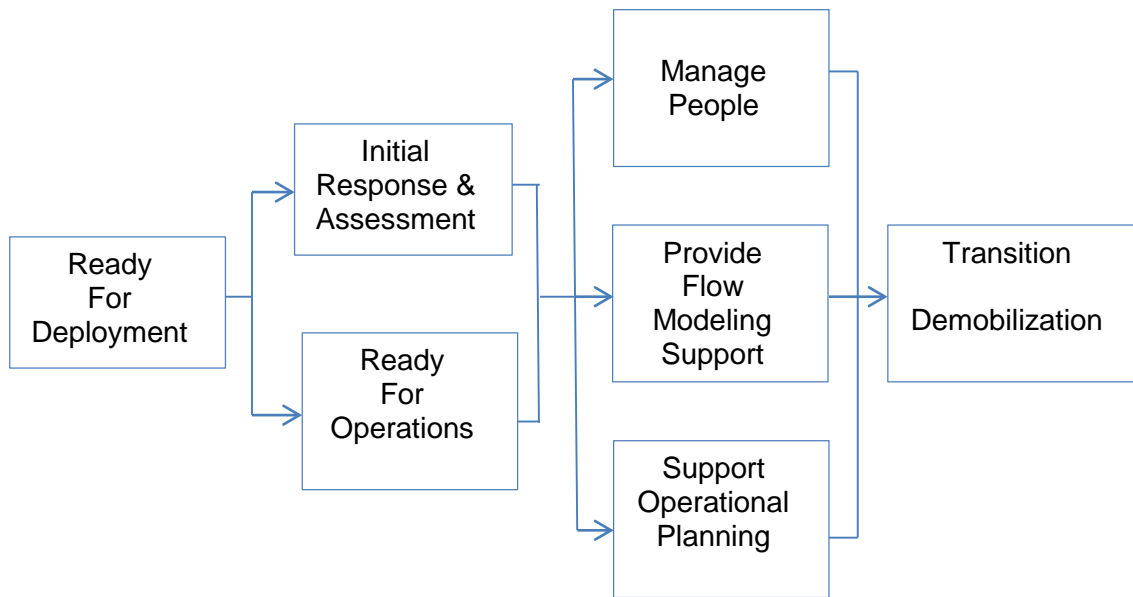 Ready
For
Deployment
Initial
Response &
Assessment
Ready
For
Operations
Manage
People
Provide
Flow
Modeling
Support
Support
Operational
Planning
Transition
Demobilization